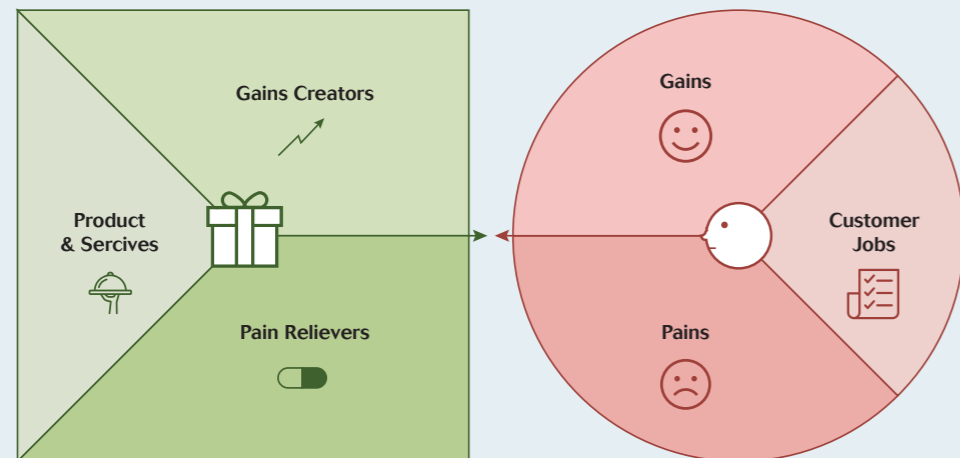 Gains Creators
Product
& Sercives
Pain Relievers
Gains
Customer
Jobs
Pains